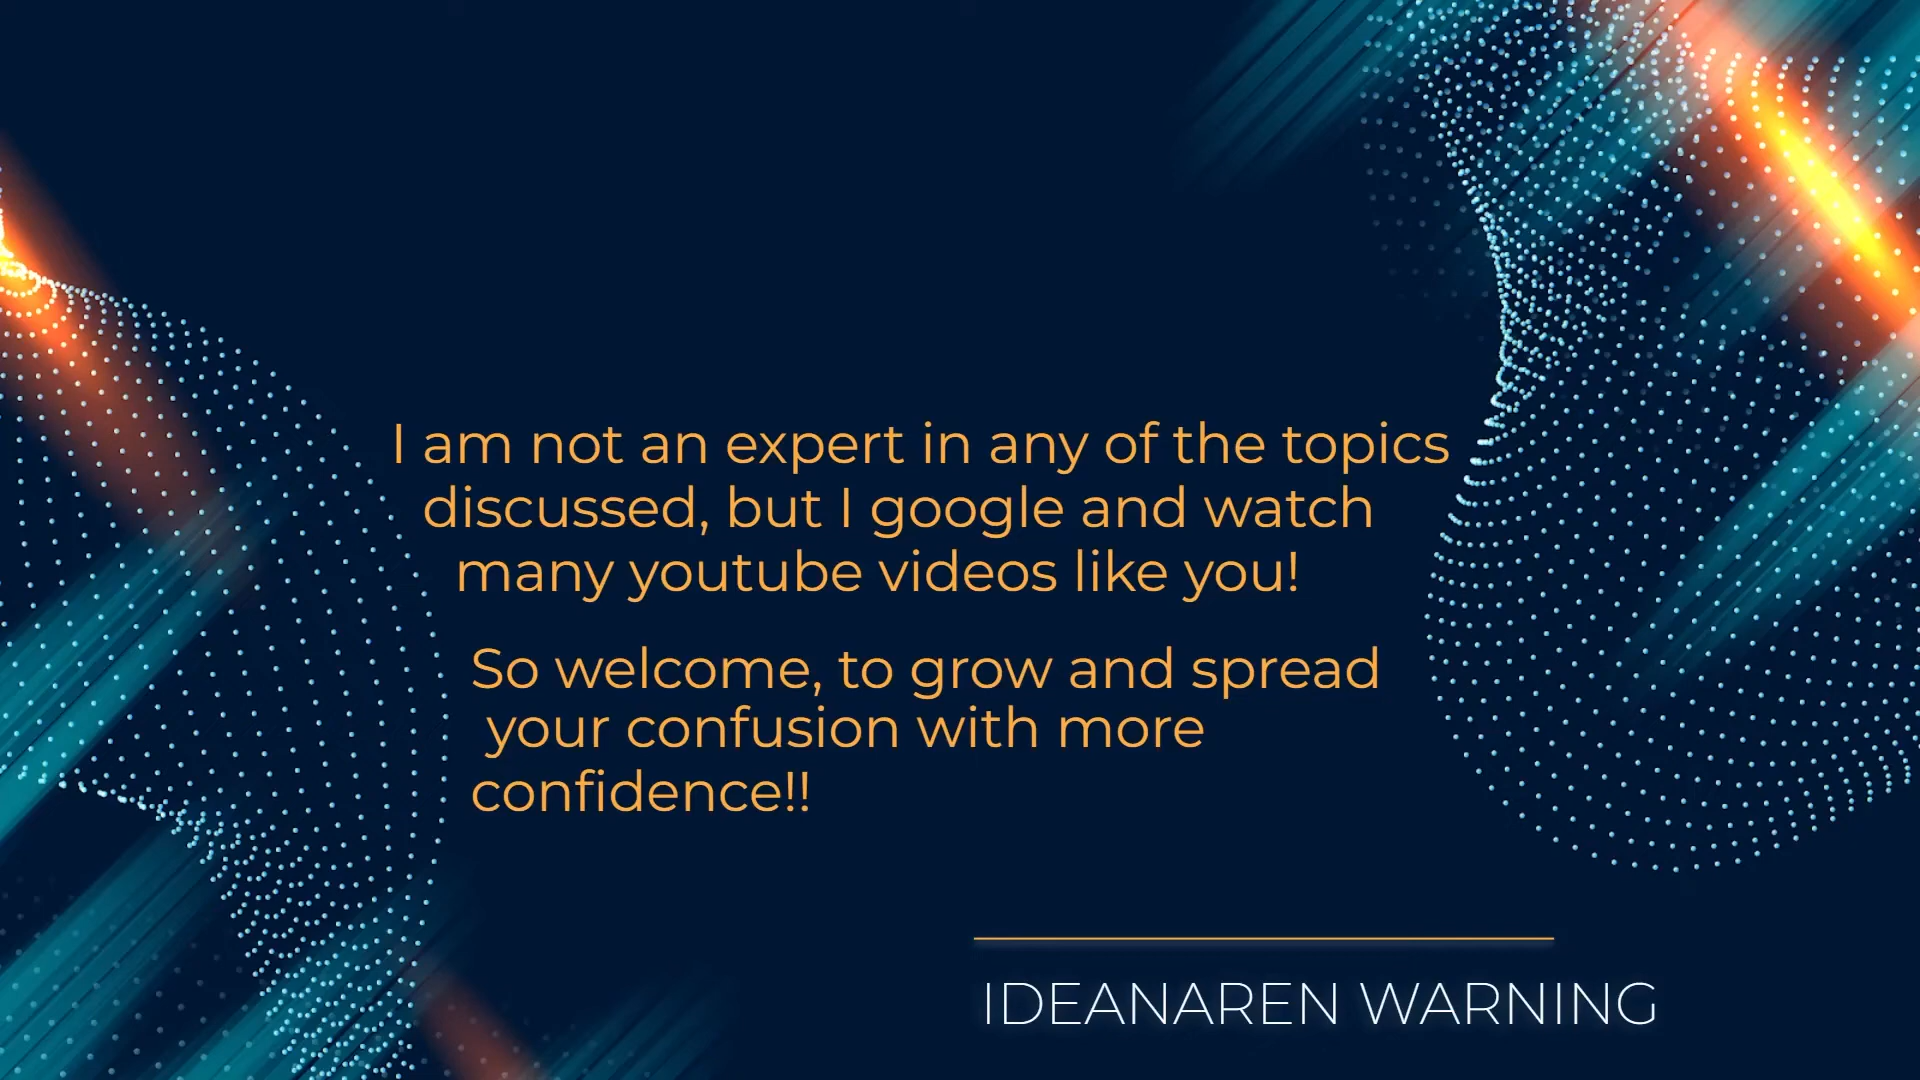 I am not an expert in any of the topics
discussed, but I google and watch
many youtube videos like you!
So welcome, to grow and spread
your confusion with more
confidence!!
IDEANAREN WARNING